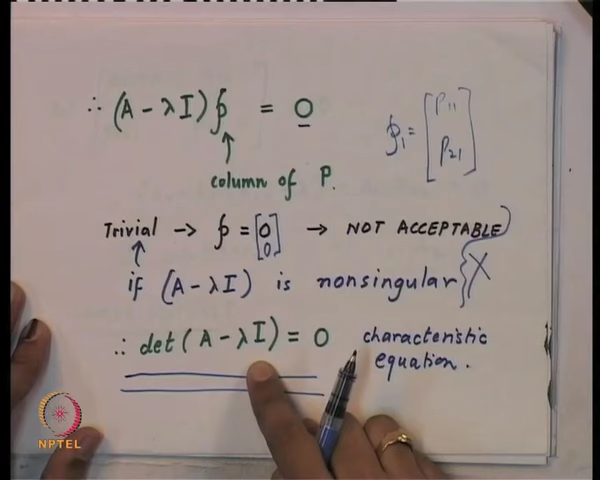 ∴ (A - λI)𝔭 = 0
𝔭₁ = [P₁₁
P₂₁]
column of P.
Trivial → 𝔭 = [0 0] → NOT ACCEPTABLE
if (A - λI) is nonsingular } X
∴ det (A - λI) = 0 characteristic
equation.
NPTEL